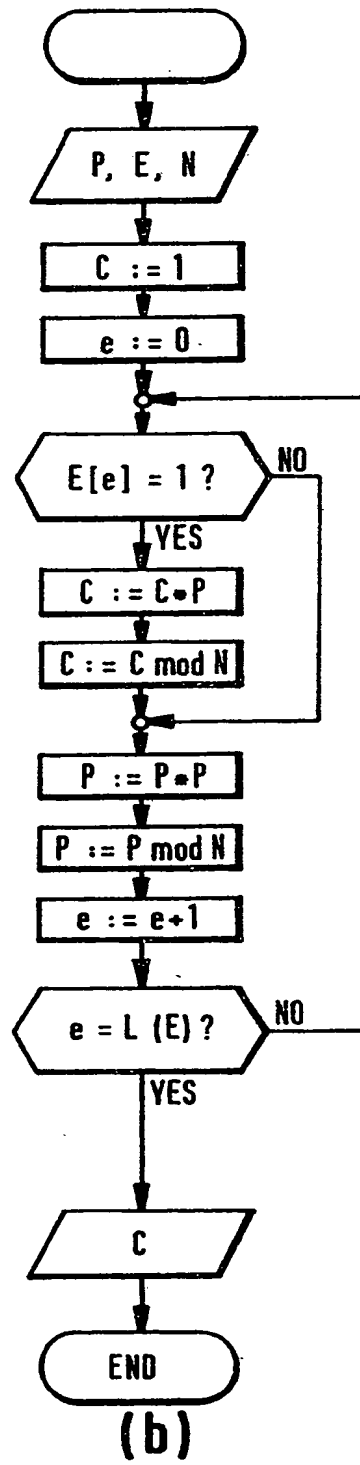 P, E, N
C := 1
e := 0
E[e] = 1 ?
NO
YES
C := C*P
C := C mod N
P := P*P
P := P mod N
e := e+1
e = L (E) ?
NO
YES
C
END
(b)